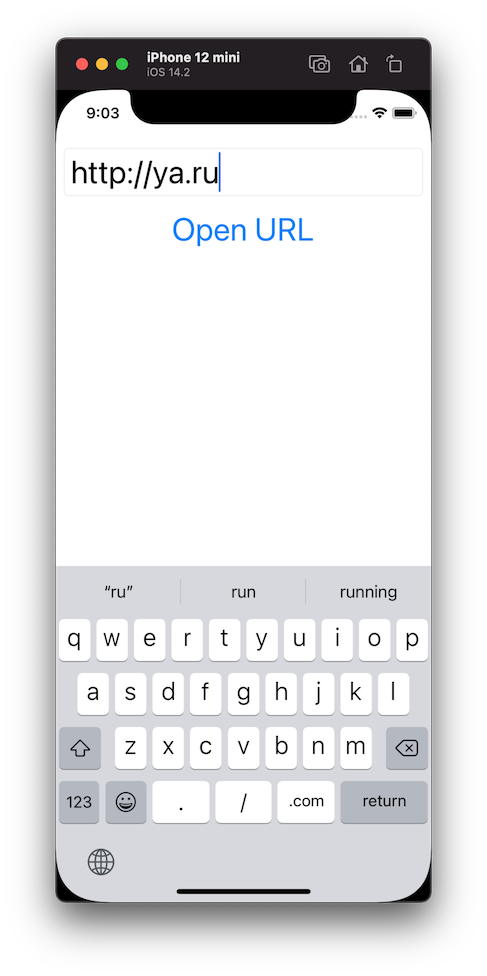 iPhone 12 mini
iOS 14.2
9:03
http://ya.ru
Open URL
“ru” run running
q w e r t y u i o p
a s d f g h j k l
z x c v b n m
123 . / .com return